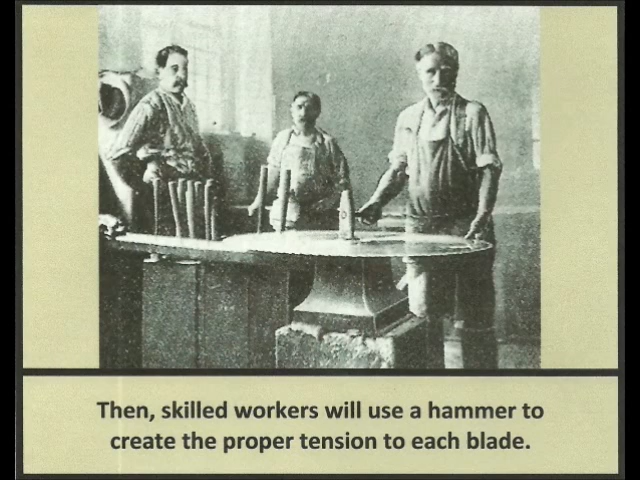 Then, skilled workers will use a hammer to
create the proper tension to each blade.